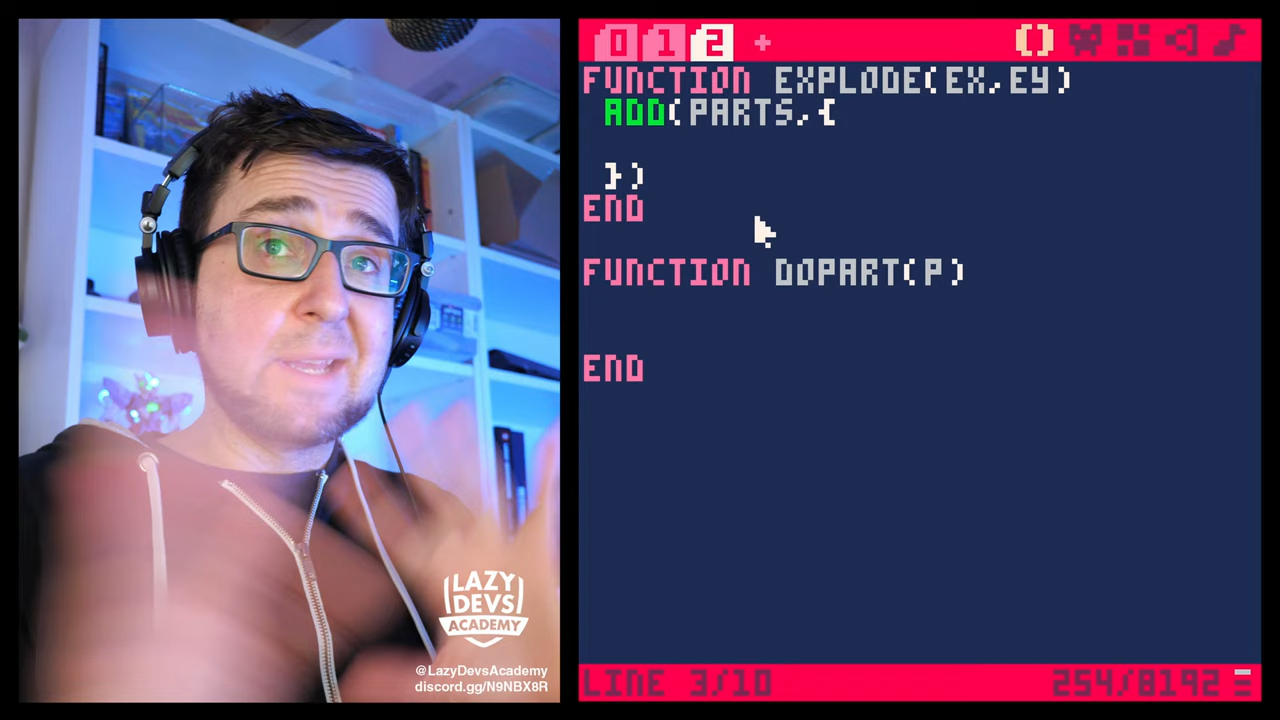 LAZY
DEVS
ACADEMY
@LazyDevsAcademy
discord.gg/N9NBX8R
0 1 2 + ()
FUNCTION EXPLODE(EX,EY)
ADD(PARTS,{
})
END
FUNCTION DOPART(P)
END
LINE 3/10
254/8192